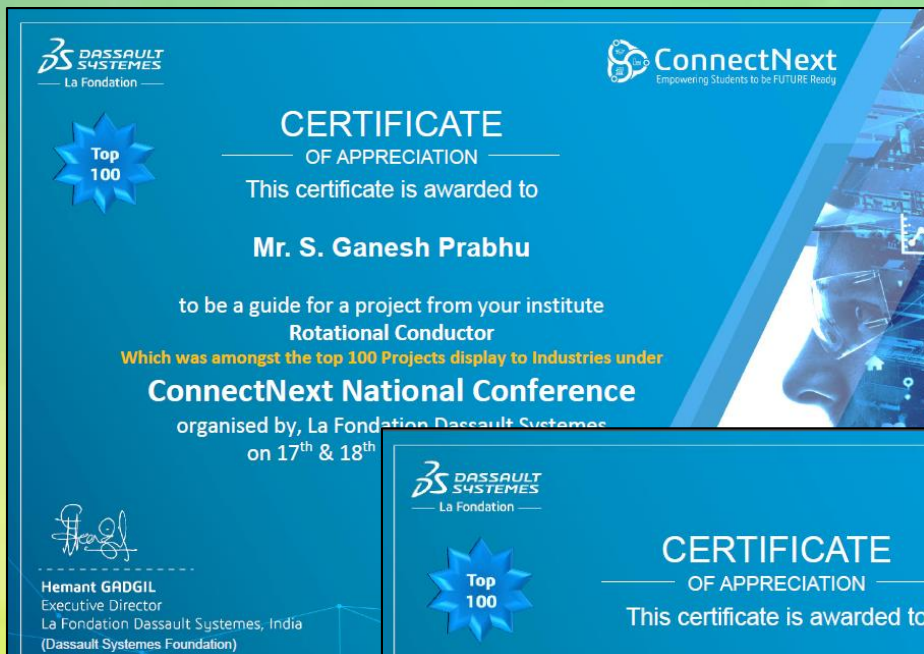 DASSAULT
SYSTEMES
La Fondation
ConnectNext
Empowering Students to be FUTURE Ready
Top
100
CERTIFICATE
OF APPRECIATION
This certificate is awarded to
Mr. S. Ganesh Prabhu
to be a guide for a project from your institute
Rotational Conductor
Which was amongst the top 100 Projects display to Industries under
ConnectNext National Conference
organised by, La Fondation Dassault Systemes
on 17th & 18th
Hemant GADGIL
Executive Director
La Fondation Dassault Systemes, India
(Dassault Systemes Foundation)
DASSAULT
SYSTEMES
La Fondation
Top
100
CERTIFICATE
OF APPRECIATION
This certificate is awarded to